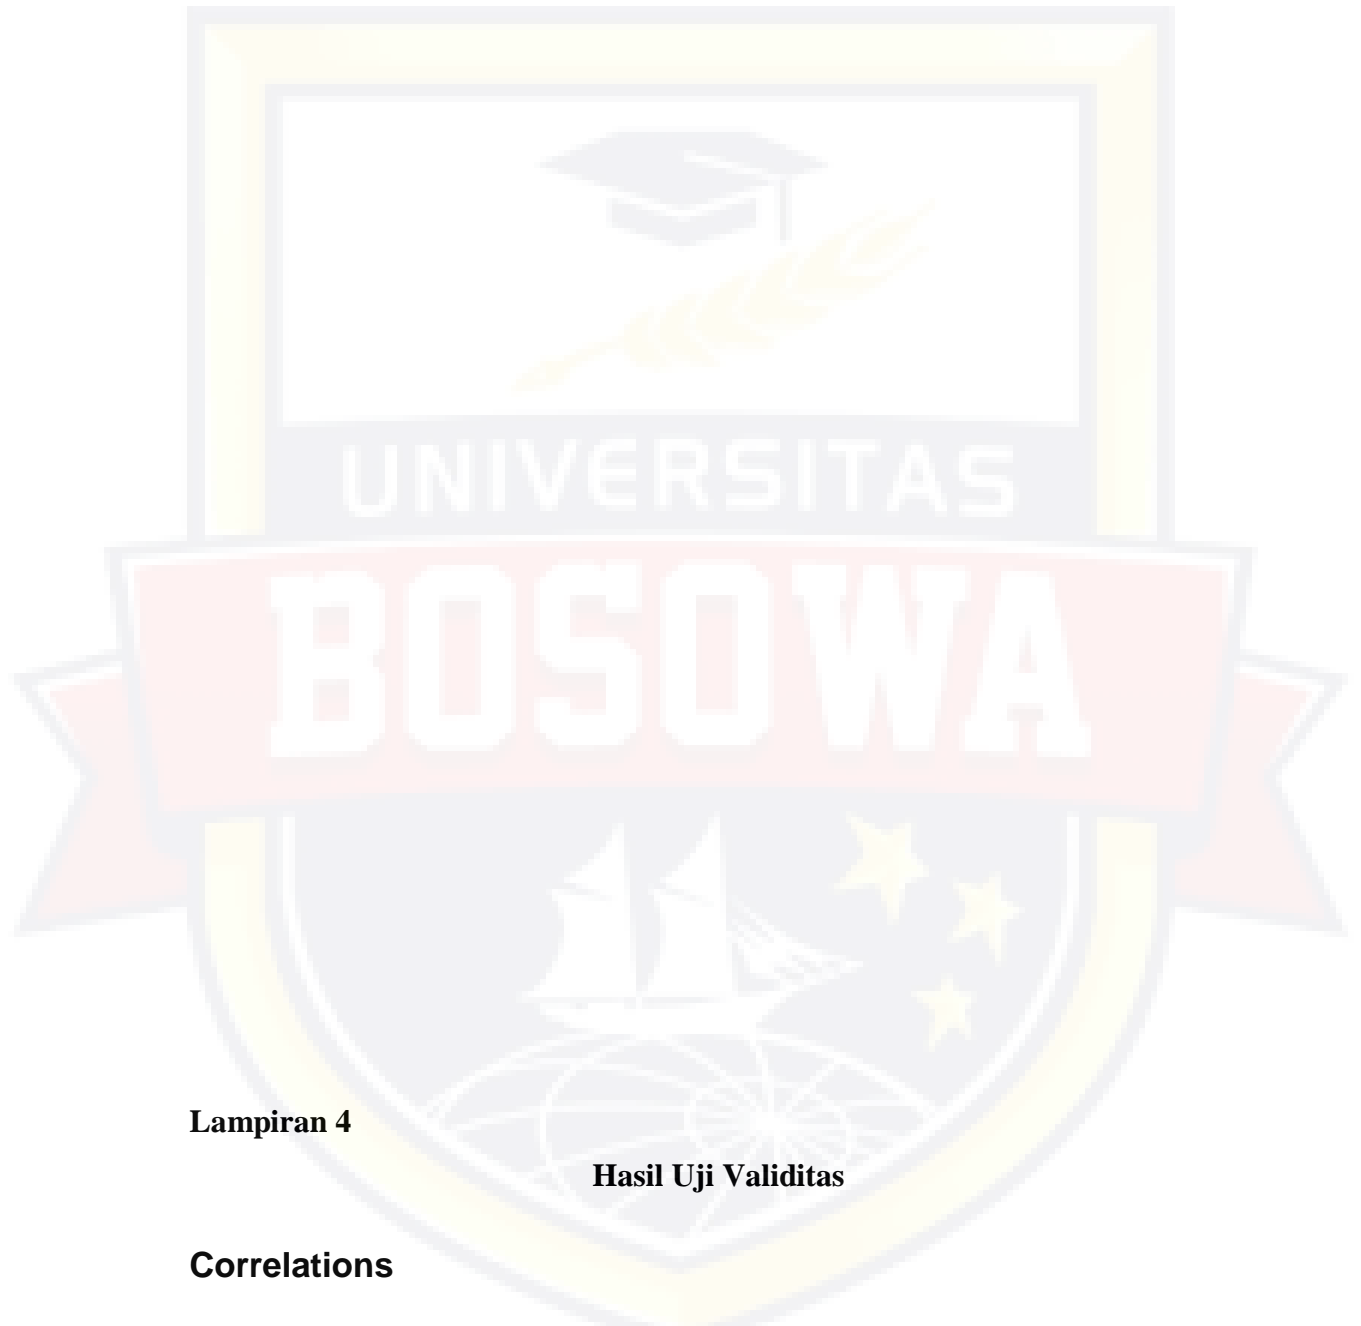 UNIVERSITAS
BOSOWA
Lampiran 4
Hasil Uji Validitas
Correlations